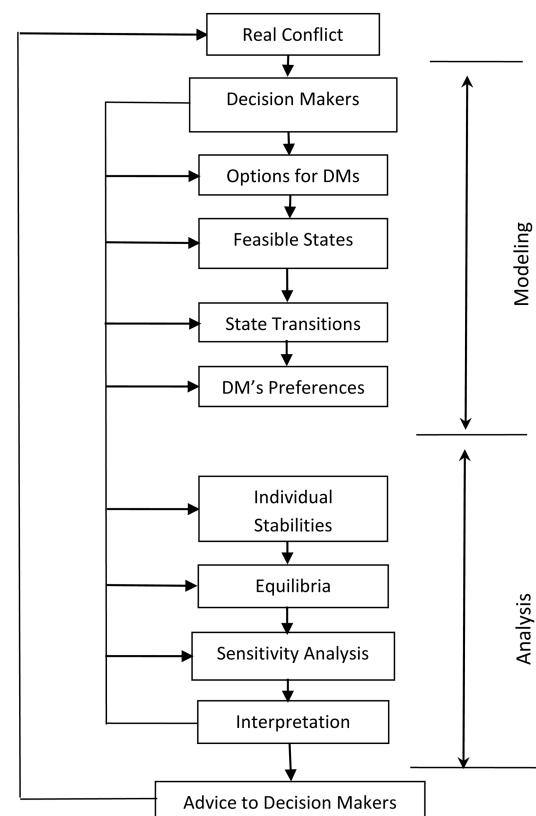 Real Conflict
Decision Makers
Options for DMs
Feasible States
State Transitions
DM’s Preferences
Modeling
Individual
Stabilities
Equilibria
Sensitivity Analysis
Interpretation
Analysis
Advice to Decision Makers